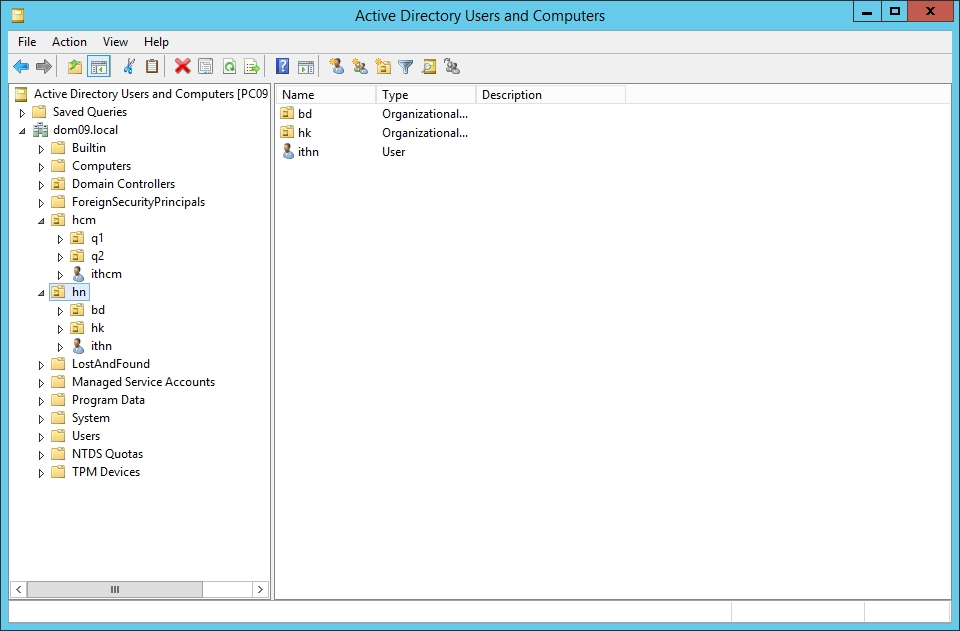 Active Directory Users and Computers
File Action View Help
Active Directory Users and Computers [PC09
Saved Queries
dom09.local
Builtin
Computers
Domain Controllers
ForeignSecurityPrincipals
hcm
q1
q2
ithcm
hn
bd
hk
ithn
LostAndFound
Managed Service Accounts
Program Data
System
Users
NTDS Quotas
TPM Devices
Name Type Description
bd Organizational...
hk Organizational...
ithn User